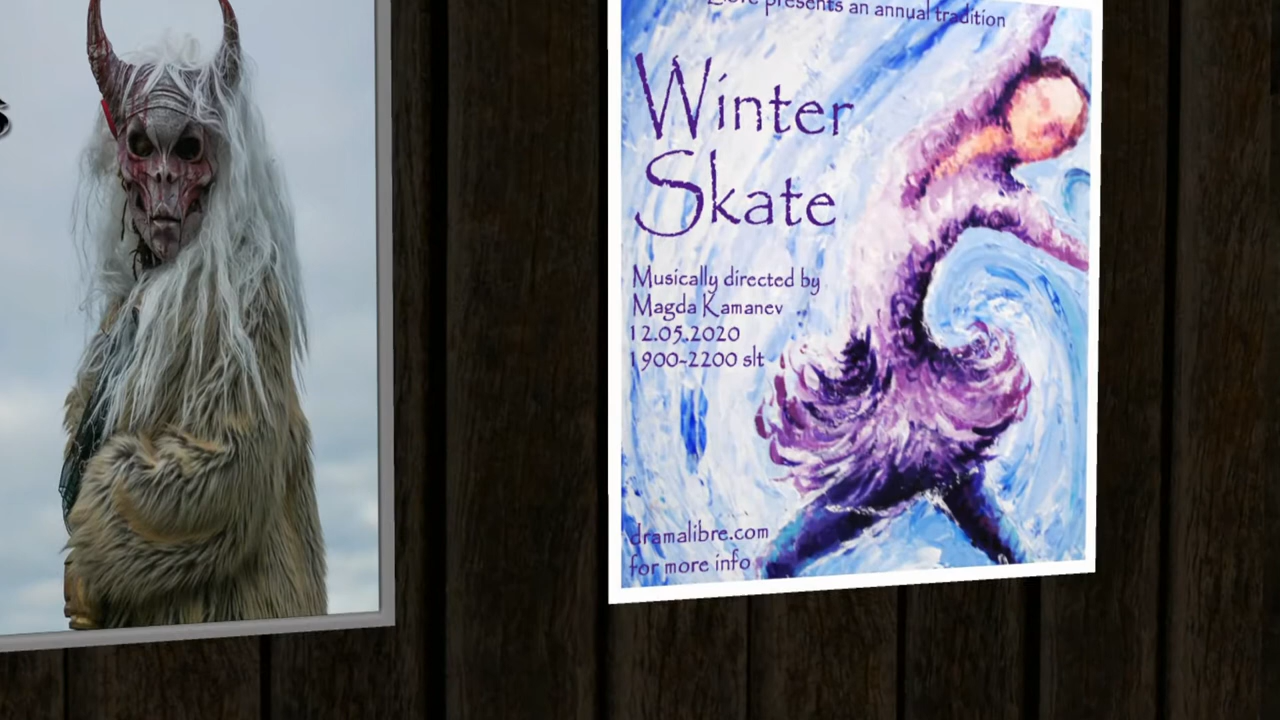 presents an annual tradition
Winter
Skate
Musically directed by
Magda Kamanev
12.05.2020
1900-2200 slt
dramalibre.com
for more info